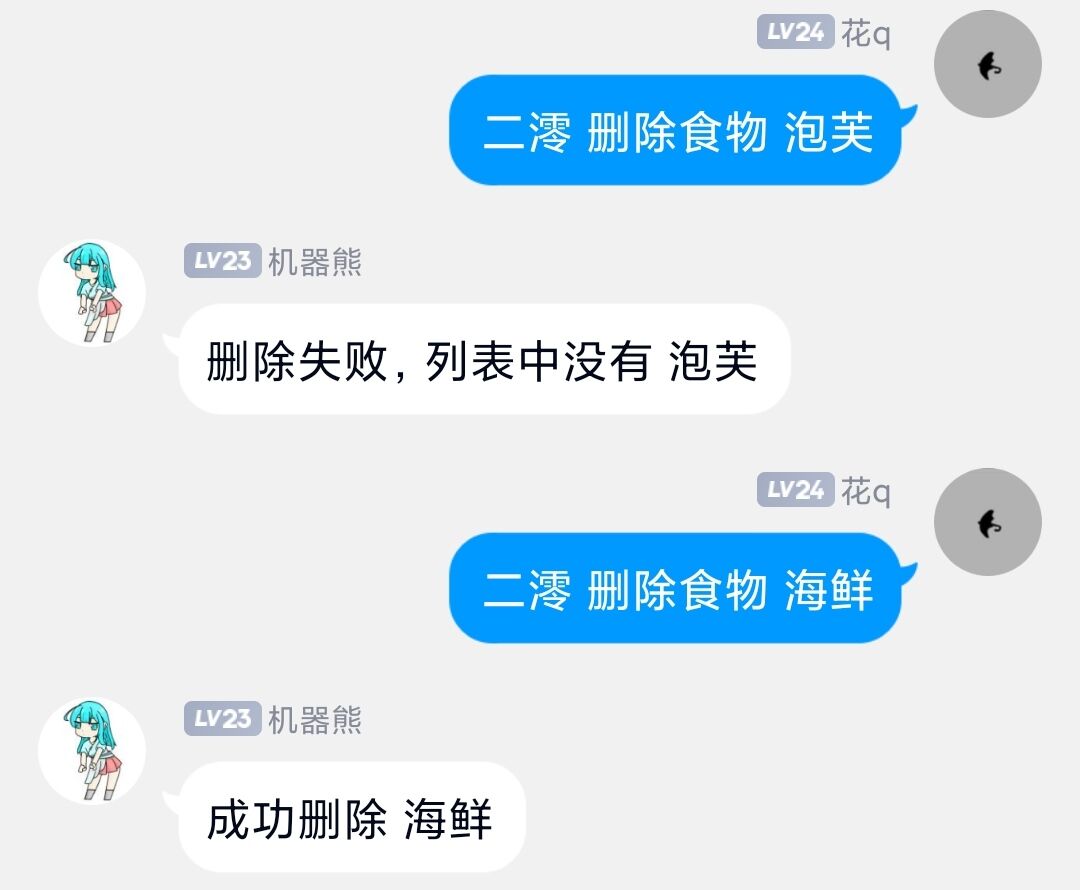 LV24 花q
二澪 删除食物 泡芙
LV23 机器熊
删除失败，列表中没有 泡芙
LV24 花q
二澪 删除食物 海鲜
LV23 机器熊
成功删除 海鲜